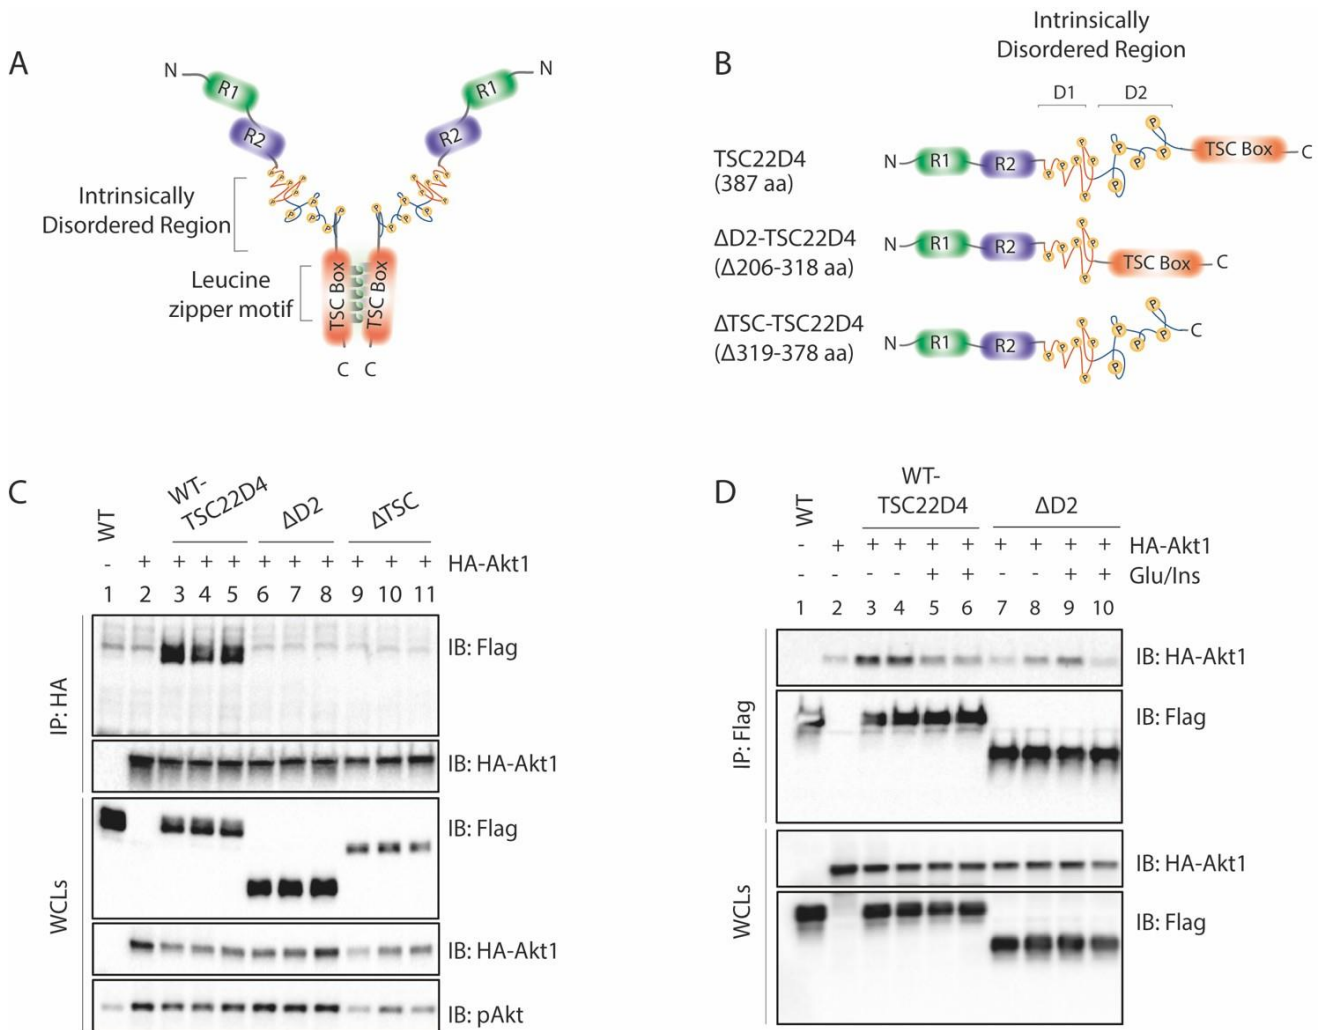 A
N
R1
R2
N
R1
R2
Intrinsically
Disordered Region
P P P P P P P P P P
Leucine
zipper motif
TSC Box
TSC Box
C C
B
Intrinsically
Disordered Region
D1 D2
TSC22D4
(387 aa)
N R1 R2 P P P P P P P P P P TSC Box C
ΔD2-TSC22D4
(Δ206-318 aa)
N R1 R2 P P P P P TSC Box C
ΔTSC-TSC22D4
(Δ319-378 aa)
N R1 R2 P P P P P P P P P P C
C
WT
WT-
TSC22D4
ΔD2
ΔTSC
- + + + + + + + + + + HA-Akt1
1 2 3 4 5 6 7 8 9 10 11
IP: HA
IB: Flag
IB: HA-Akt1
WCLs
IB: Flag
IB: HA-Akt1
IB: pAkt
D
WT
WT-
TSC22D4
ΔD2
- + + + + + + + + + HA-Akt1
- - - - + + - - + + Glu/Ins
1 2 3 4 5 6 7 8 9 10
IP: Flag
IB: HA-Akt1
IB: Flag
WCLs
IB: HA-Akt1
IB: Flag